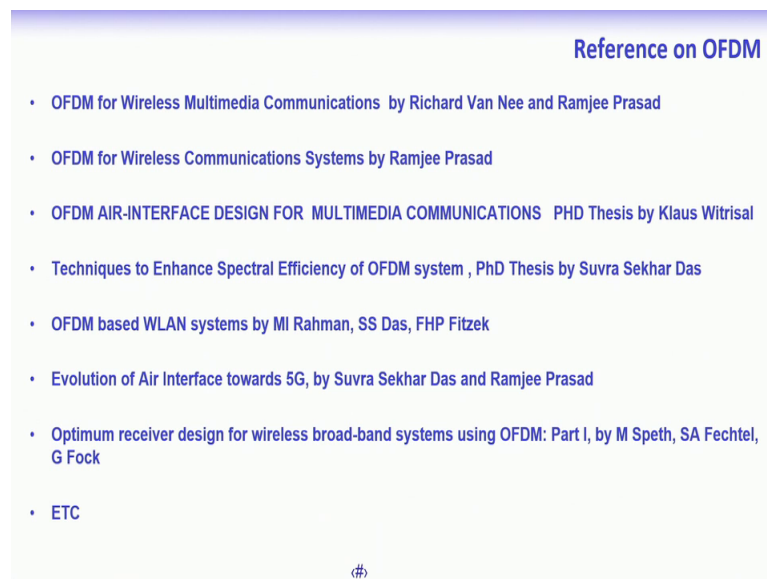 Reference on OFDM
• OFDM for Wireless Multimedia Communications by Richard Van Nee and Ramjee Prasad
• OFDM for Wireless Communications Systems by Ramjee Prasad
• OFDM AIR-INTERFACE DESIGN FOR MULTIMEDIA COMMUNICATIONS PHD Thesis by Klaus Witrisal
• Techniques to Enhance Spectral Efficiency of OFDM system , PhD Thesis by Suvra Sekhar Das
• OFDM based WLAN systems by MI Rahman, SS Das, FHP Fitzek
• Evolution of Air Interface towards 5G, by Suvra Sekhar Das and Ramjee Prasad
• Optimum receiver design for wireless broad-band systems using OFDM: Part I, by M Speth, SA Fechtel,
G Fock
• ETC
‹#›